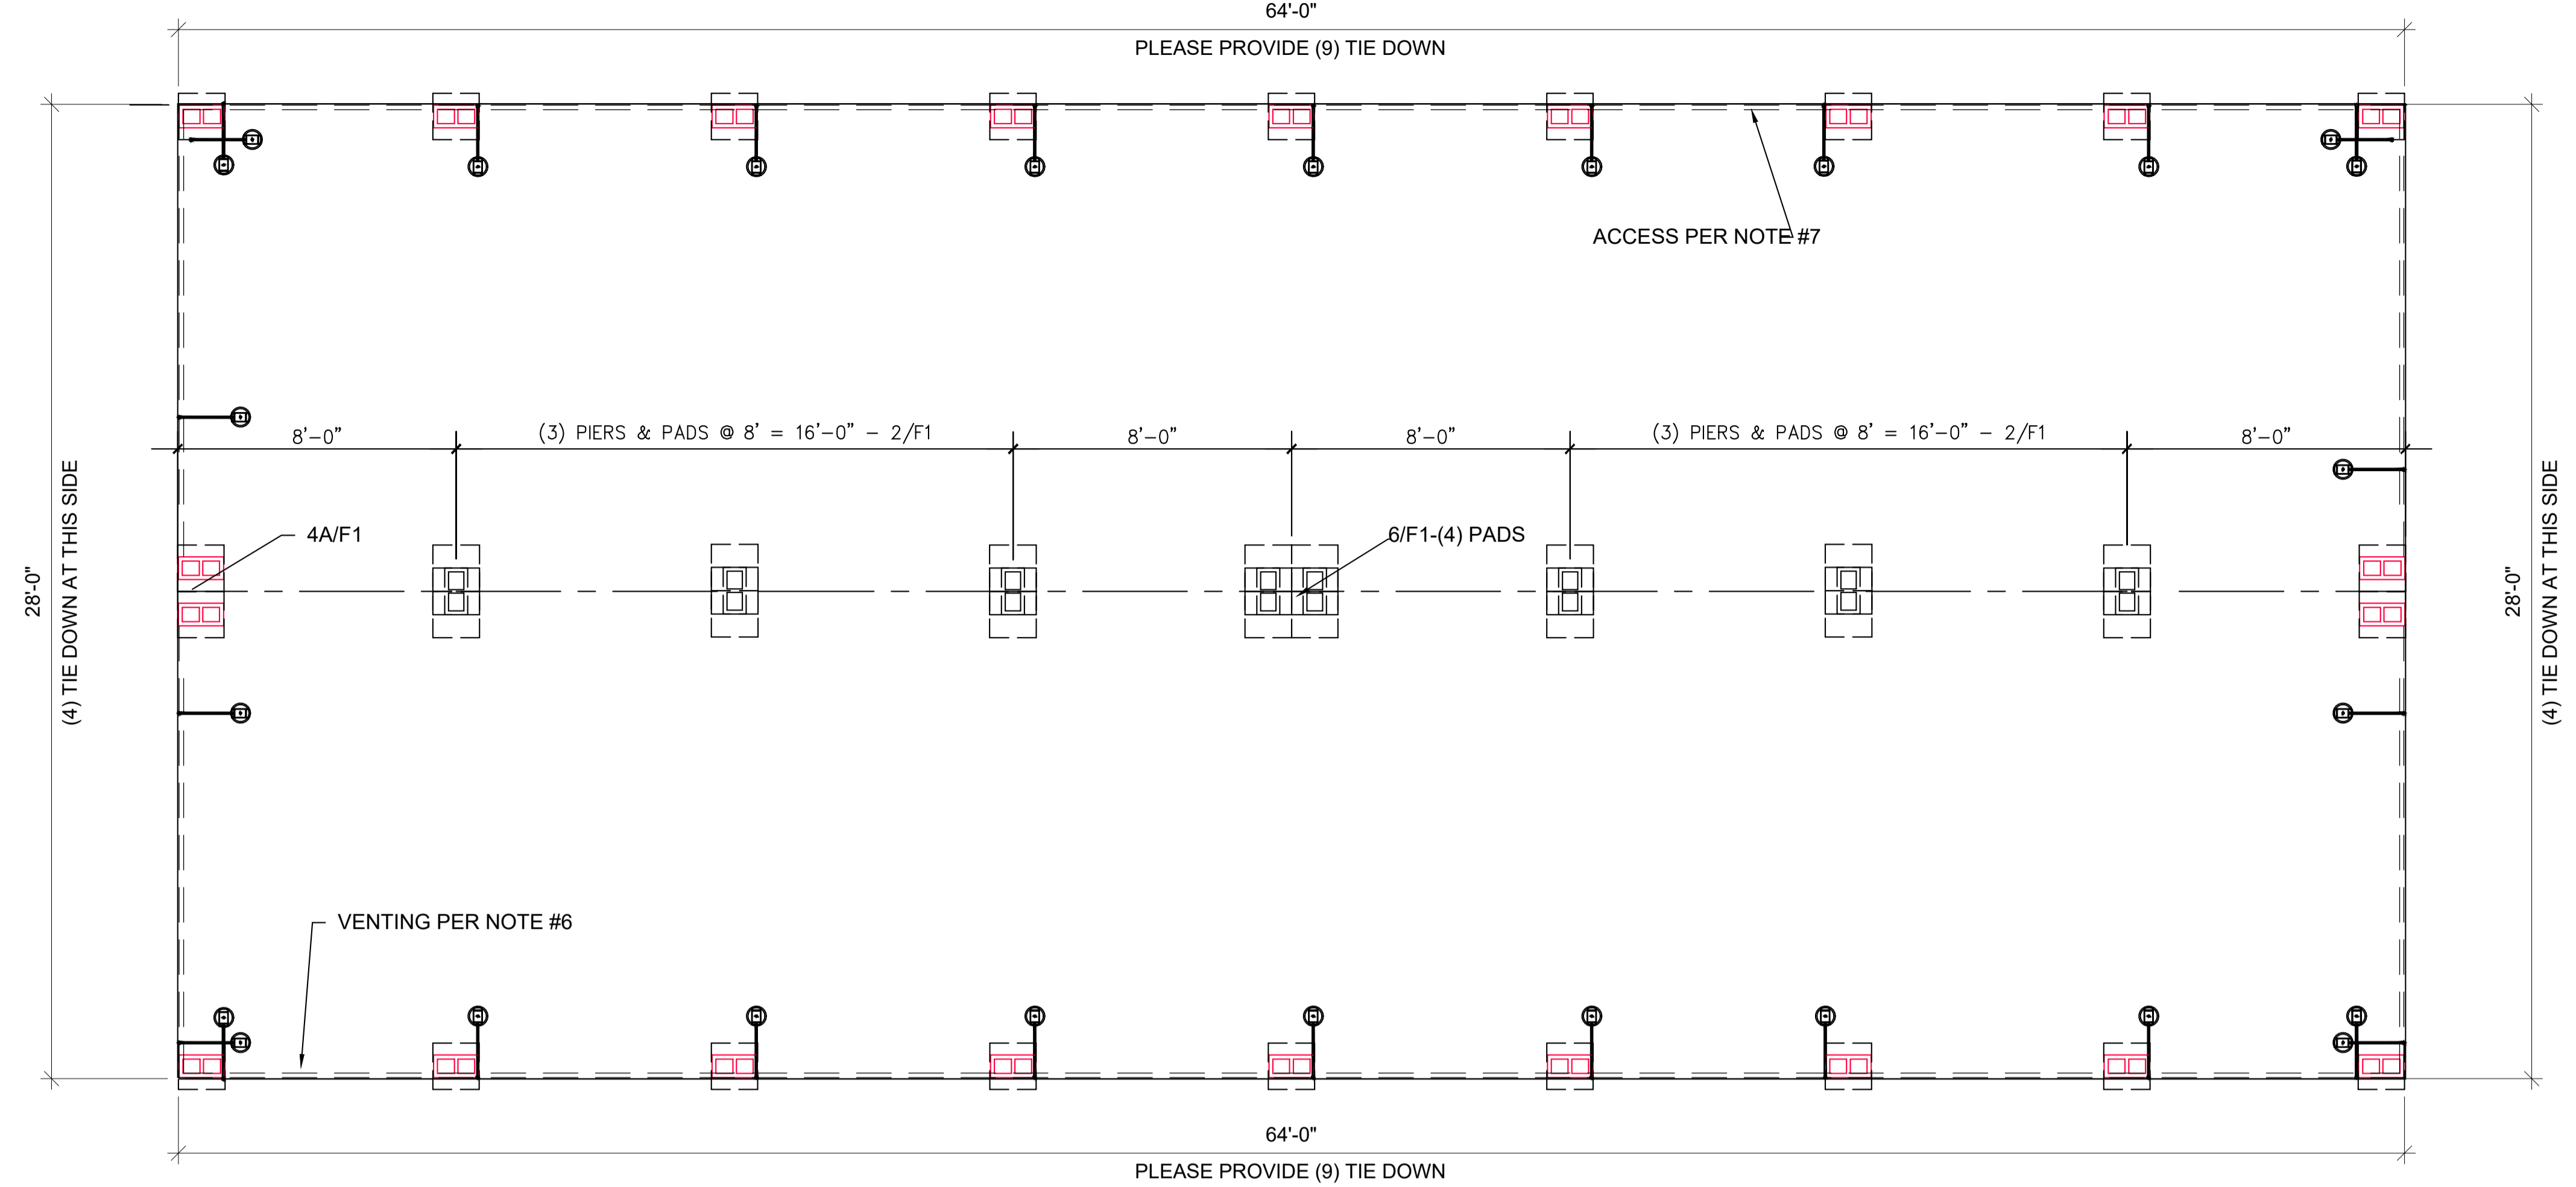 64'-0"
PLEASE PROVIDE (9) TIE DOWN
ACCESS PER NOTE #7
8’-0”
(3) PIERS & PADS @ 8’ = 16’-0” - 2/F1
8’-0”
8’-0”
(3) PIERS & PADS @ 8’ = 16’-0” - 2/F1
8’-0”
28'-0"
(4) TIE DOWN AT THIS SIDE
4A/F1
6/F1-(4) PADS
28'-0"
(4) TIE DOWN AT THIS SIDE
VENTING PER NOTE #6
64'-0"
PLEASE PROVIDE (9) TIE DOWN